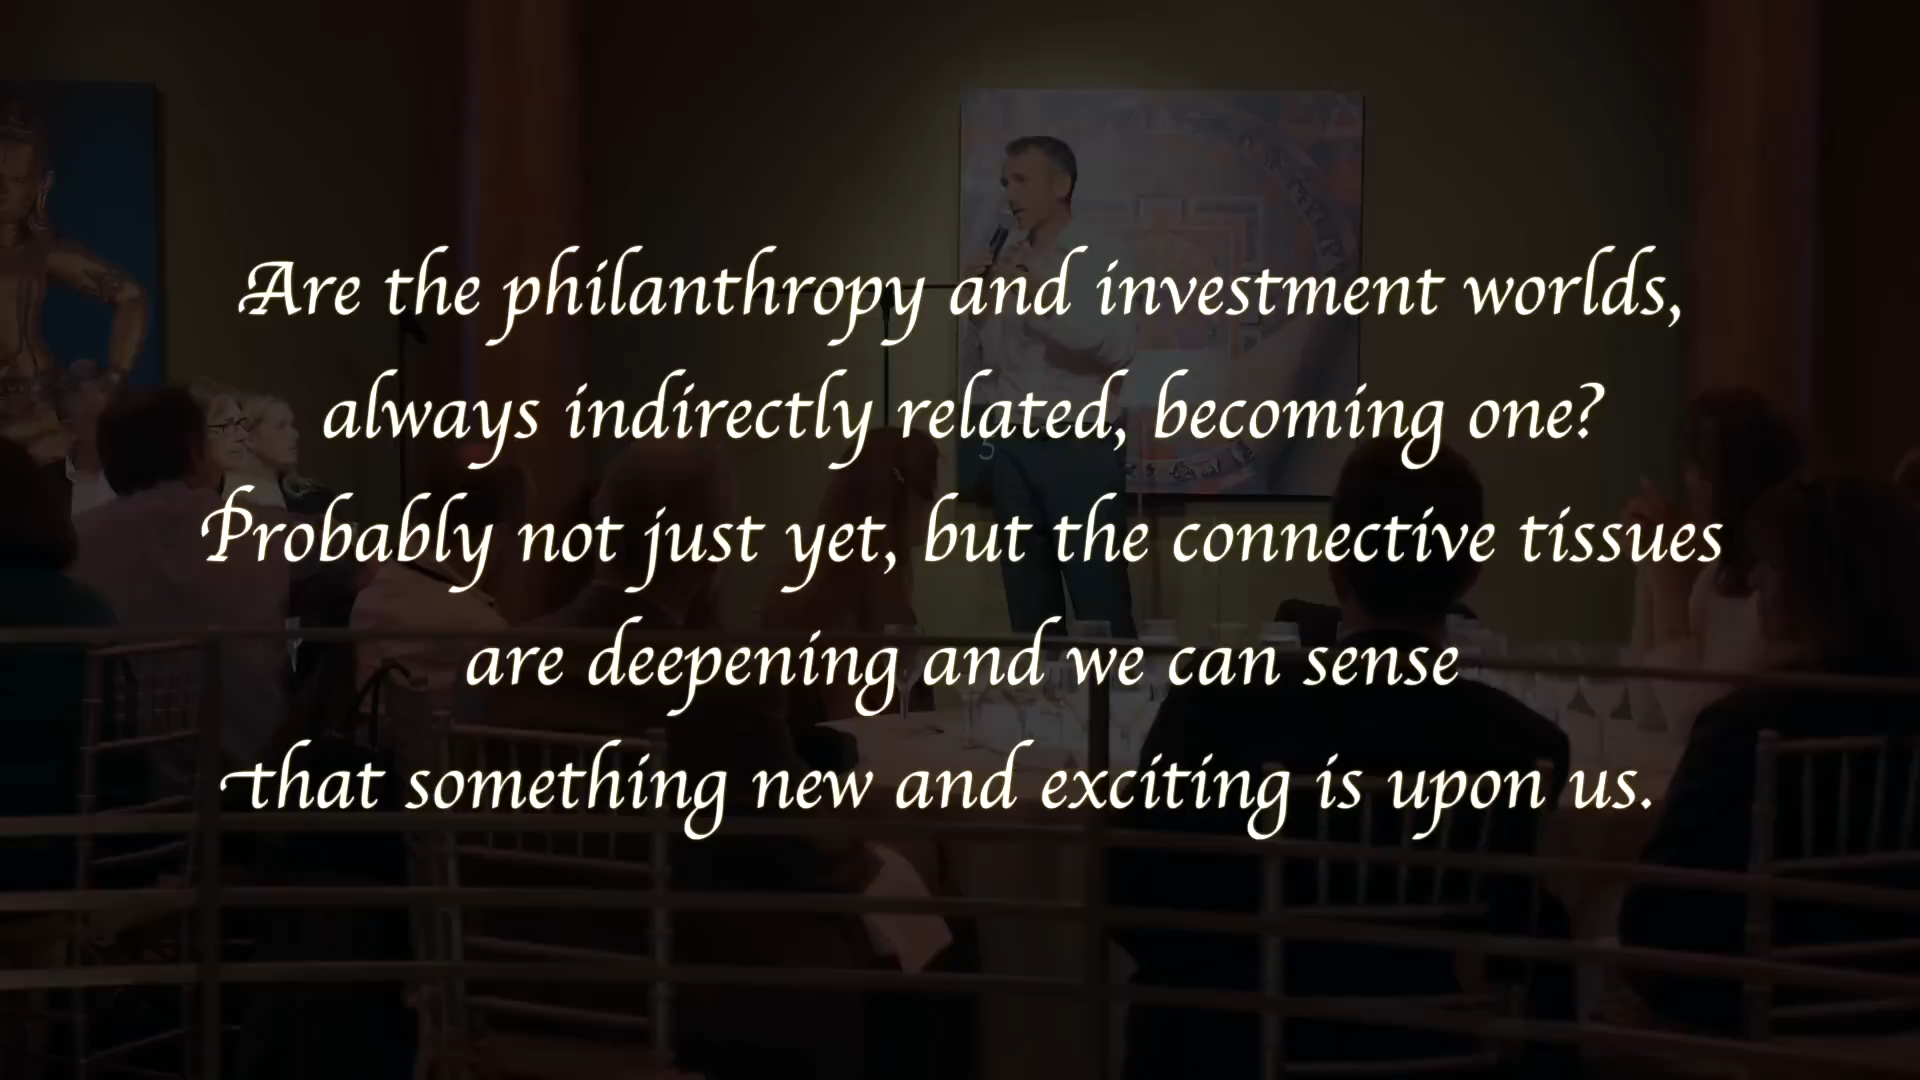 Are the philanthropy and investment worlds,
always indirectly related, becoming one?
Probably not just yet, but the connective tissues
are deepening and we can sense
that something new and exciting is upon us.